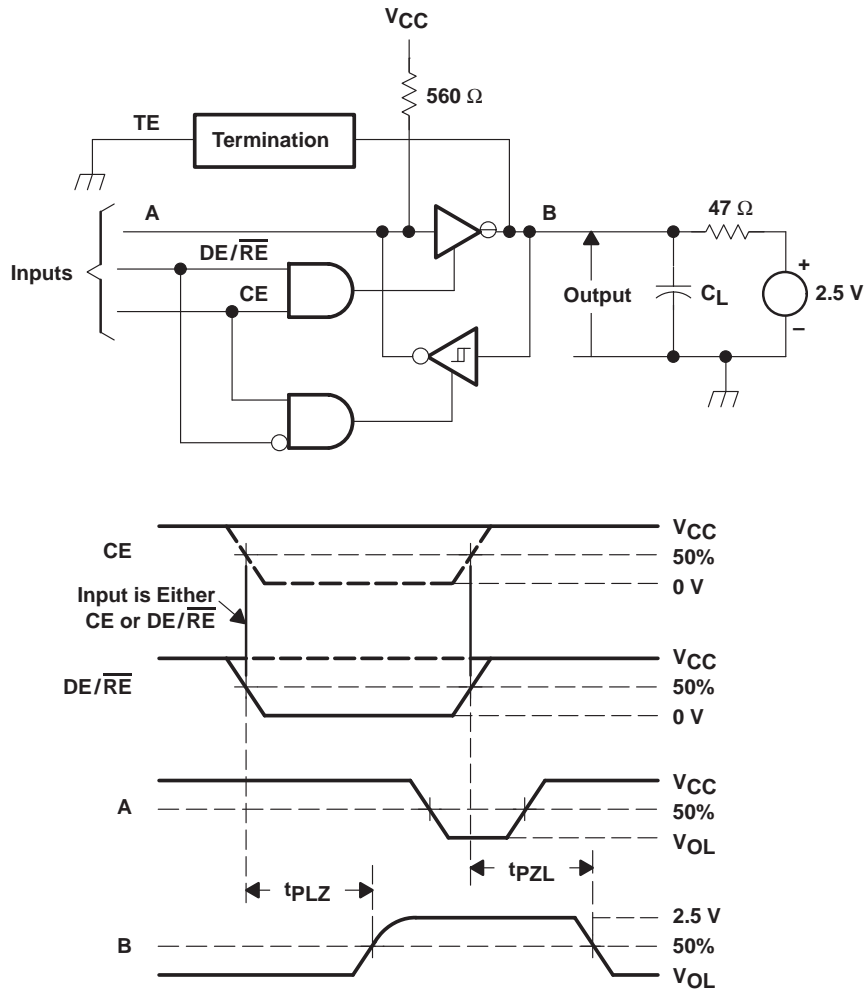 VCC
560 Ω
TE
Termination
A
B
47 Ω
DE/RE
Inputs
CE
Output
CL
+
2.5 V
–
CE
VCC
50%
0 V
Input is Either
CE or DE/RE
DE/RE
VCC
50%
0 V
A
VCC
50%
VOL
tPLZ
tPZL
B
2.5 V
50%
VOL